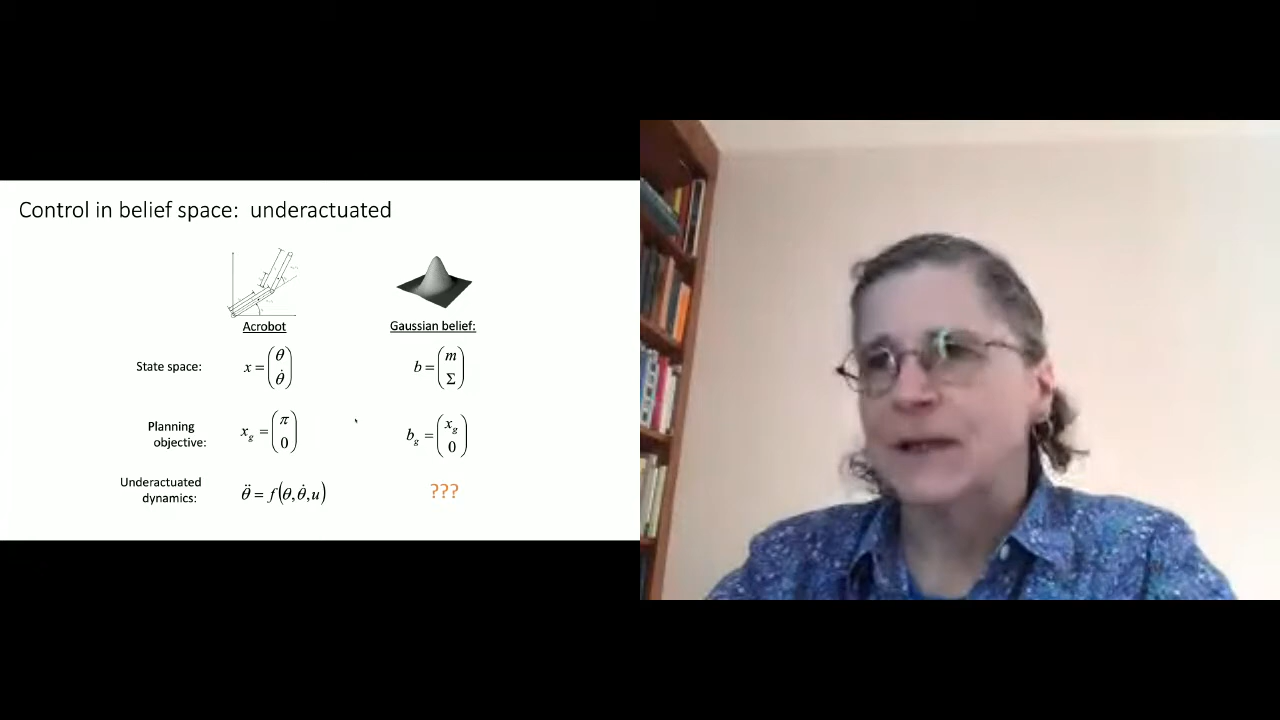 Control in belief space: underactuated
Acrobot
Gaussian belief:
State space:
x = (θ θ̇)
b = (m Σ)
Planning objective:
x_g = (π 0)
b_g = (x_g 0)
Underactuated dynamics:
θ̈ = f(θ, θ̇, u)
???